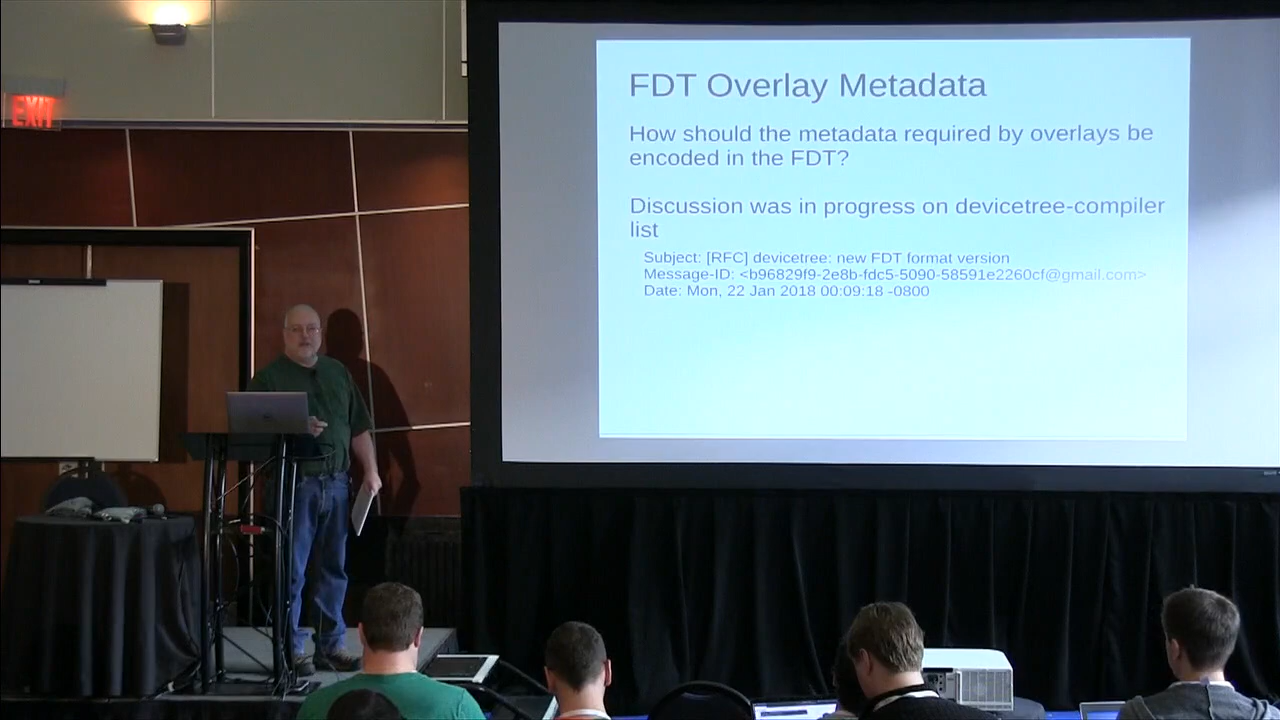 EXIT
FDT Overlay Metadata
How should the metadata required by overlays be
encoded in the FDT?
Discussion was in progress on devicetree-compiler
list
Subject: [RFC] devicetree: new FDT format version
Message-ID: <b96829f9-2e8b-fdc5-5090-58591e2260cf@gmail.com>
Date: Mon, 22 Jan 2018 00:09:18 -0800